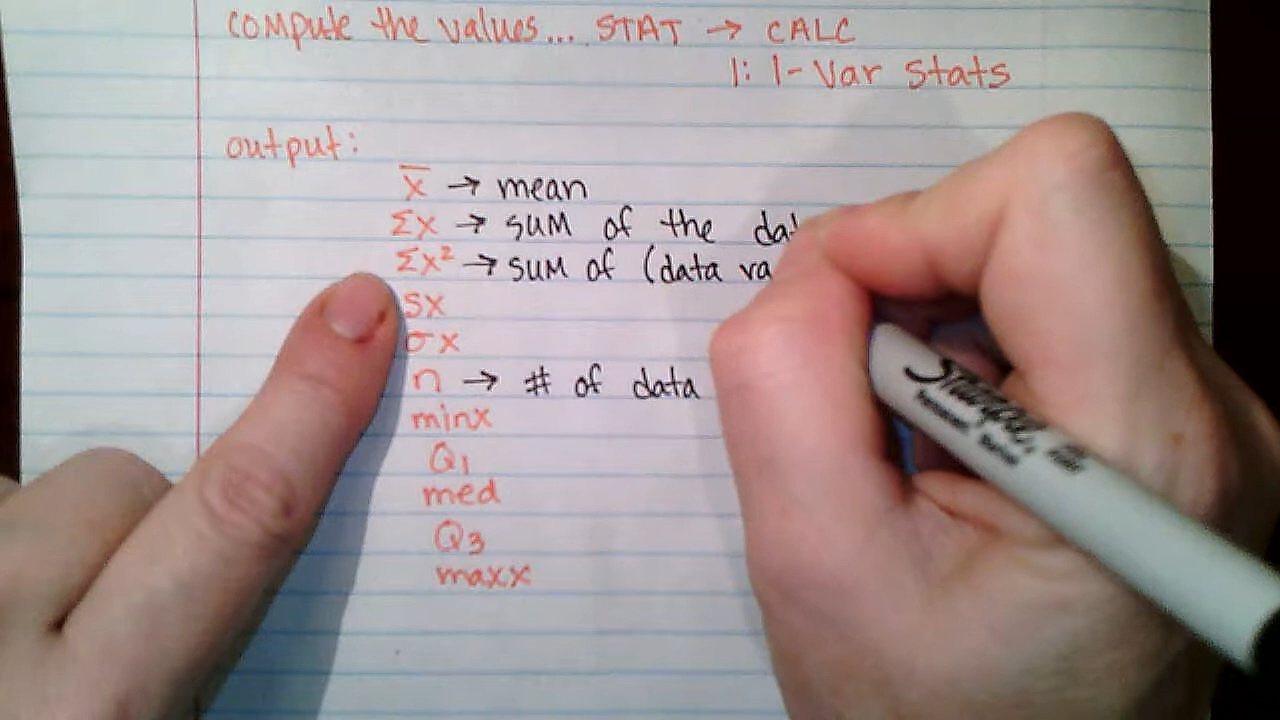 compute the values... STAT → CALC
1: 1-Var Stats
output:
x̄ → mean
Σx → sum of the
Σx² → sum of (data
Sx
σx
n → # of data
minx
Q₁
med
Q₃
maxx
Sharpie